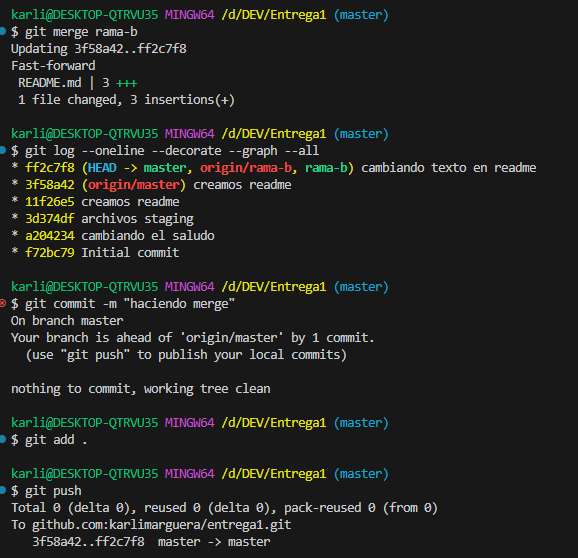 karli@DESKTOP-QTRVU35 MINGW64 /d/DEV/Entrega1 (master)
$ git merge rama-b
Updating 3f58a42..ff2c7f8
Fast-forward
 README.md | 3 +++
 1 file changed, 3 insertions(+)

karli@DESKTOP-QTRVU35 MINGW64 /d/DEV/Entrega1 (master)
$ git log --oneline --decorate --graph --all
* ff2c7f8 (HEAD -> master, origin/rama-b, rama-b) cambiando texto en readme
* 3f58a42 (origin/master) creamos readme
* 11f26e5 creamos readme
* 3d374df archivos staging
* a204234 cambiando el saludo
* f72bc79 Initial commit

karli@DESKTOP-QTRVU35 MINGW64 /d/DEV/Entrega1 (master)
$ git commit -m "haciendo merge"
On branch master
Your branch is ahead of 'origin/master' by 1 commit.
  (use "git push" to publish your local commits)

nothing to commit, working tree clean

karli@DESKTOP-QTRVU35 MINGW64 /d/DEV/Entrega1 (master)
$ git add .

karli@DESKTOP-QTRVU35 MINGW64 /d/DEV/Entrega1 (master)
$ git push
Total 0 (delta 0), reused 0 (delta 0), pack-reused 0 (from 0)
To github.com:karlimarguera/entrega1.git
   3f58a42..ff2c7f8  master -> master